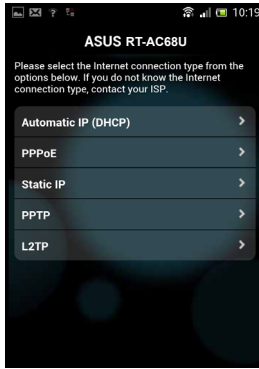 10:19
ASUS RT-AC68U
Please select the Internet connection type from the
options below. If you do not know the Internet
connection type, contact your ISP.
Automatic IP (DHCP)
PPPoE
Static IP
PPTP
L2TP